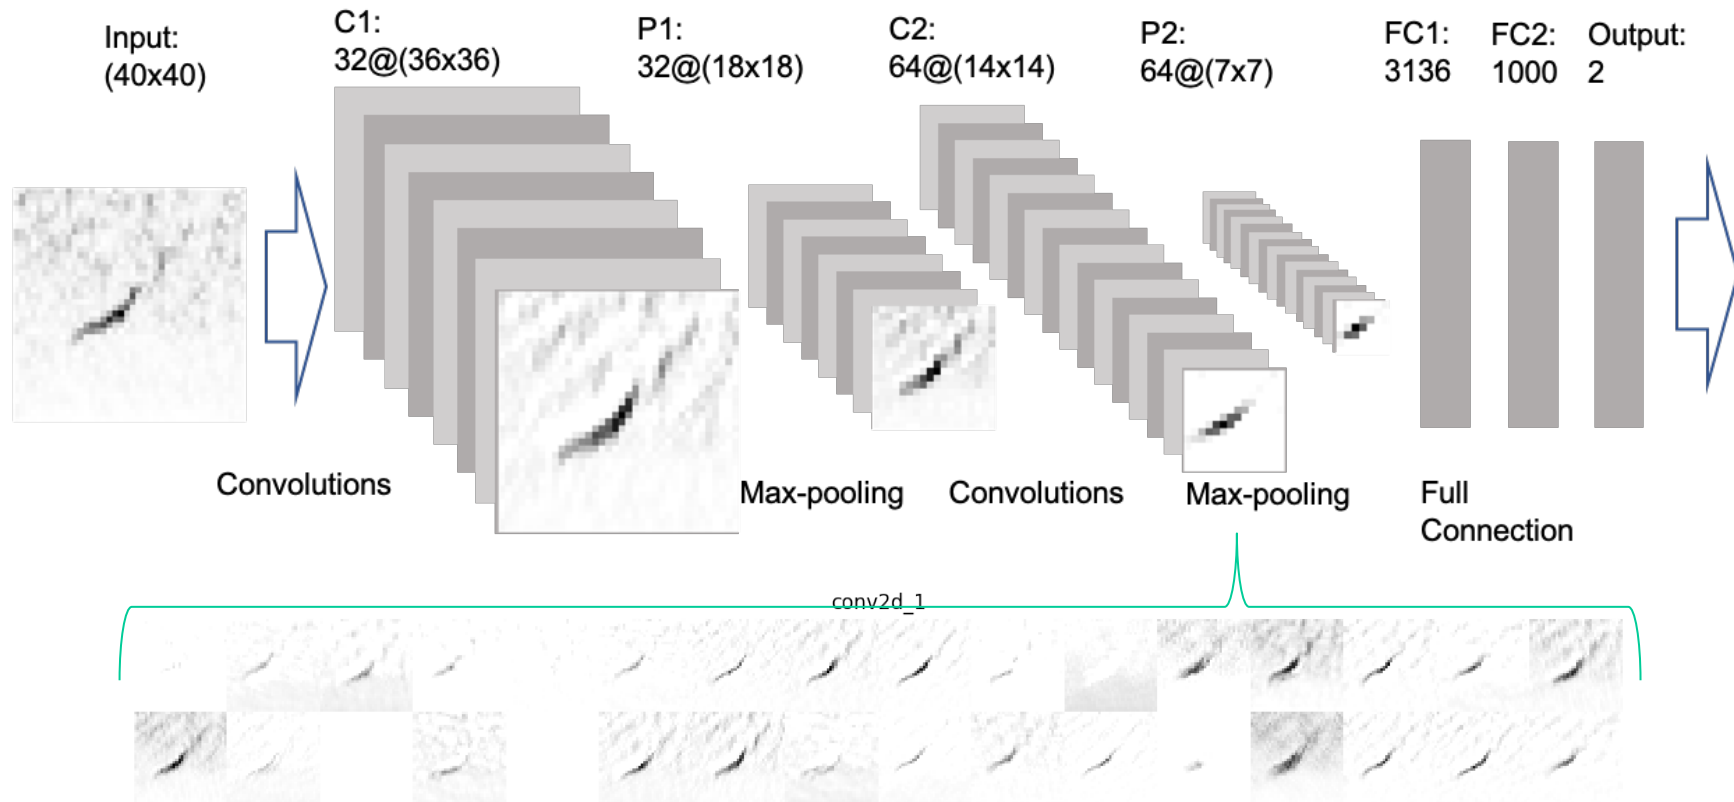 Input:
(40x40)
C1:
32@(36x36)
P1:
32@(18x18)
C2:
64@(14x14)
P2:
64@(7x7)
FC1:
3136
FC2:
1000
Output:
2
Convolutions
Max-pooling
Convolutions
Max-pooling
Full
Connection
conv2d_1